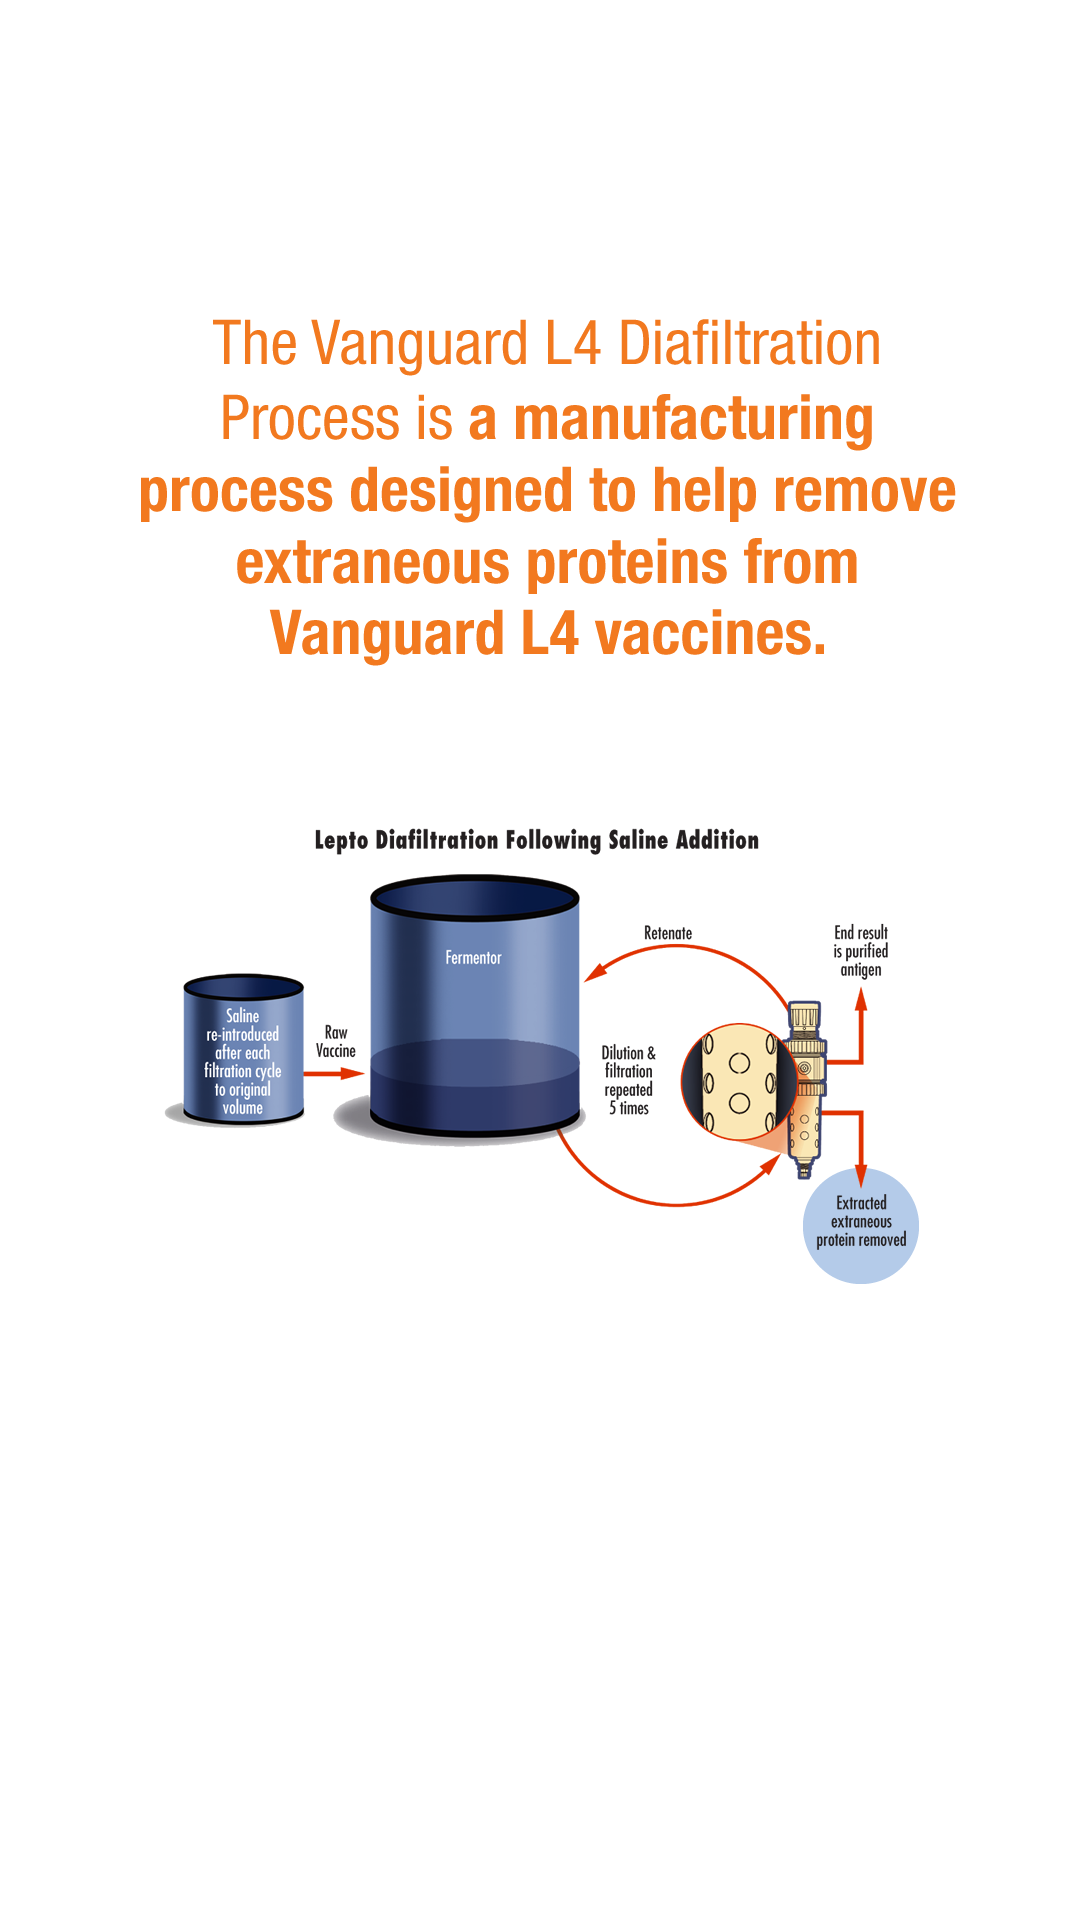 The Vanguard L4 Diafiltration
Process is a manufacturing
process designed to help remove
extraneous proteins from
Vanguard L4 vaccines.
Lepto Diafiltration Following Saline Addition
Saline
re-introduced
after each
filtration cycle
to original
volume
Raw
Vaccine
Fermentor
Retenate
Dilution &
filtration
repeated
5 times
End result
is purified
antigen
Extracted
extraneous
protein removed